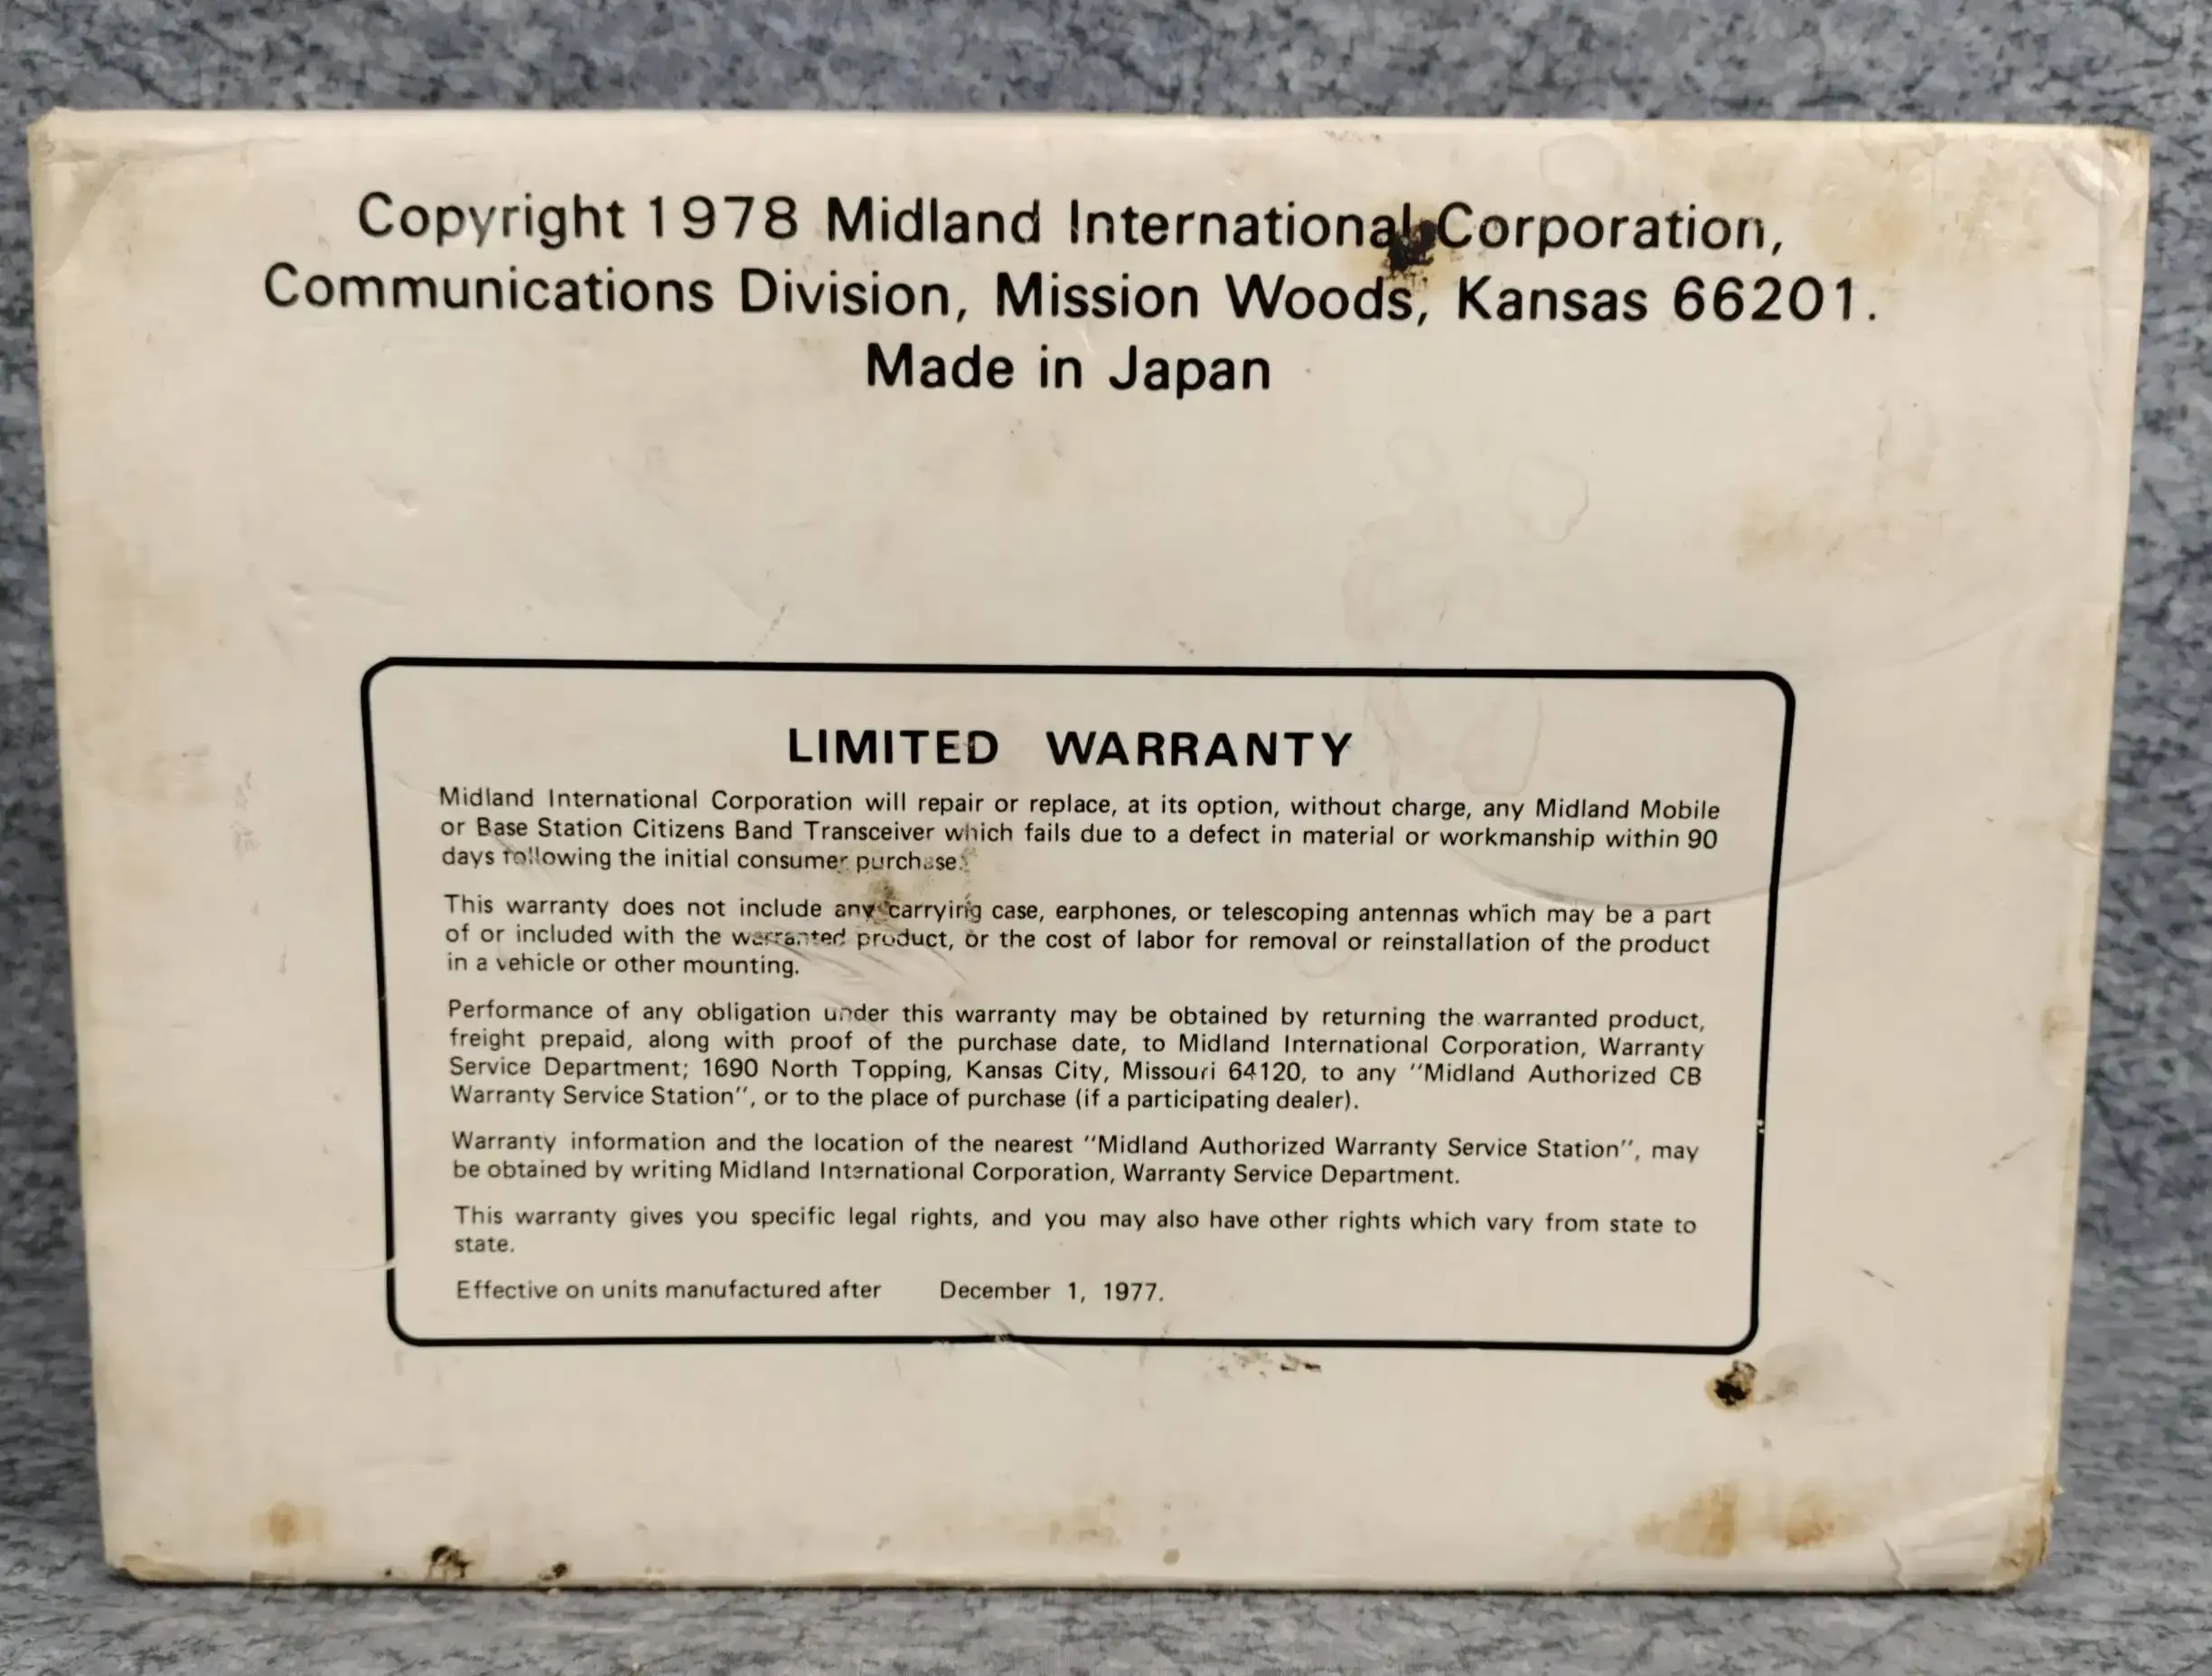 Copyright 1978 Midland International Corporation,
Communications Division, Mission Woods, Kansas 66201.
Made in Japan
LIMITED WARRANTY
Midland International Corporation will repair or replace, at its option, without charge, any Midland Mobile
or Base Station Citizens Band Transceiver which fails due to a defect in material or workmanship within 90
days following the initial consumer purchase.
This warranty does not include any carrying case, earphones, or telescoping antennas which may be a part
of or included with the warranted product, or the cost of labor for removal or reinstallation of the product
in a vehicle or other mounting.
Performance of any obligation under this warranty may be obtained by returning the warranted product,
freight prepaid, along with proof of the purchase date, to Midland International Corporation, Warranty
Service Department; 1690 North Topping, Kansas City, Missouri 64120, to any "Midland Authorized CB
Warranty Service Station", or to the place of purchase (if a participating dealer).
Warranty information and the location of the nearest "Midland Authorized Warranty Service Station", may
be obtained by writing Midland International Corporation, Warranty Service Department.
This warranty gives you specific legal rights, and you may also have other rights which vary from state to
state.
Effective on units manufactured after December 1, 1977.